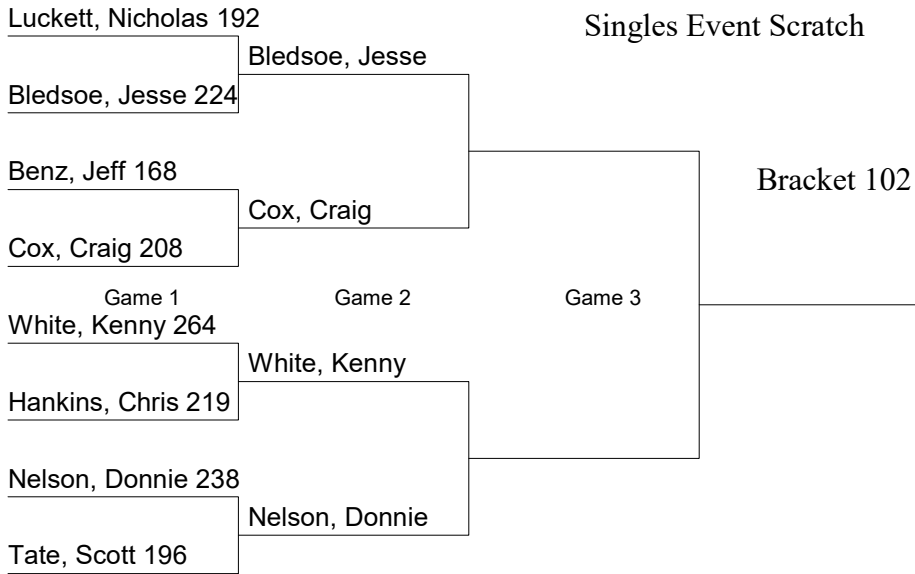 Luckett, Nicholas 192
Singles Event Scratch
Bledsoe, Jesse
Bledsoe, Jesse 224
Benz, Jeff 168
Bracket 102
Cox, Craig
Cox, Craig 208
Game 1
Game 2
Game 3
White, Kenny 264
White, Kenny
Hankins, Chris 219
Nelson, Donnie 238
Nelson, Donnie
Tate, Scott 196